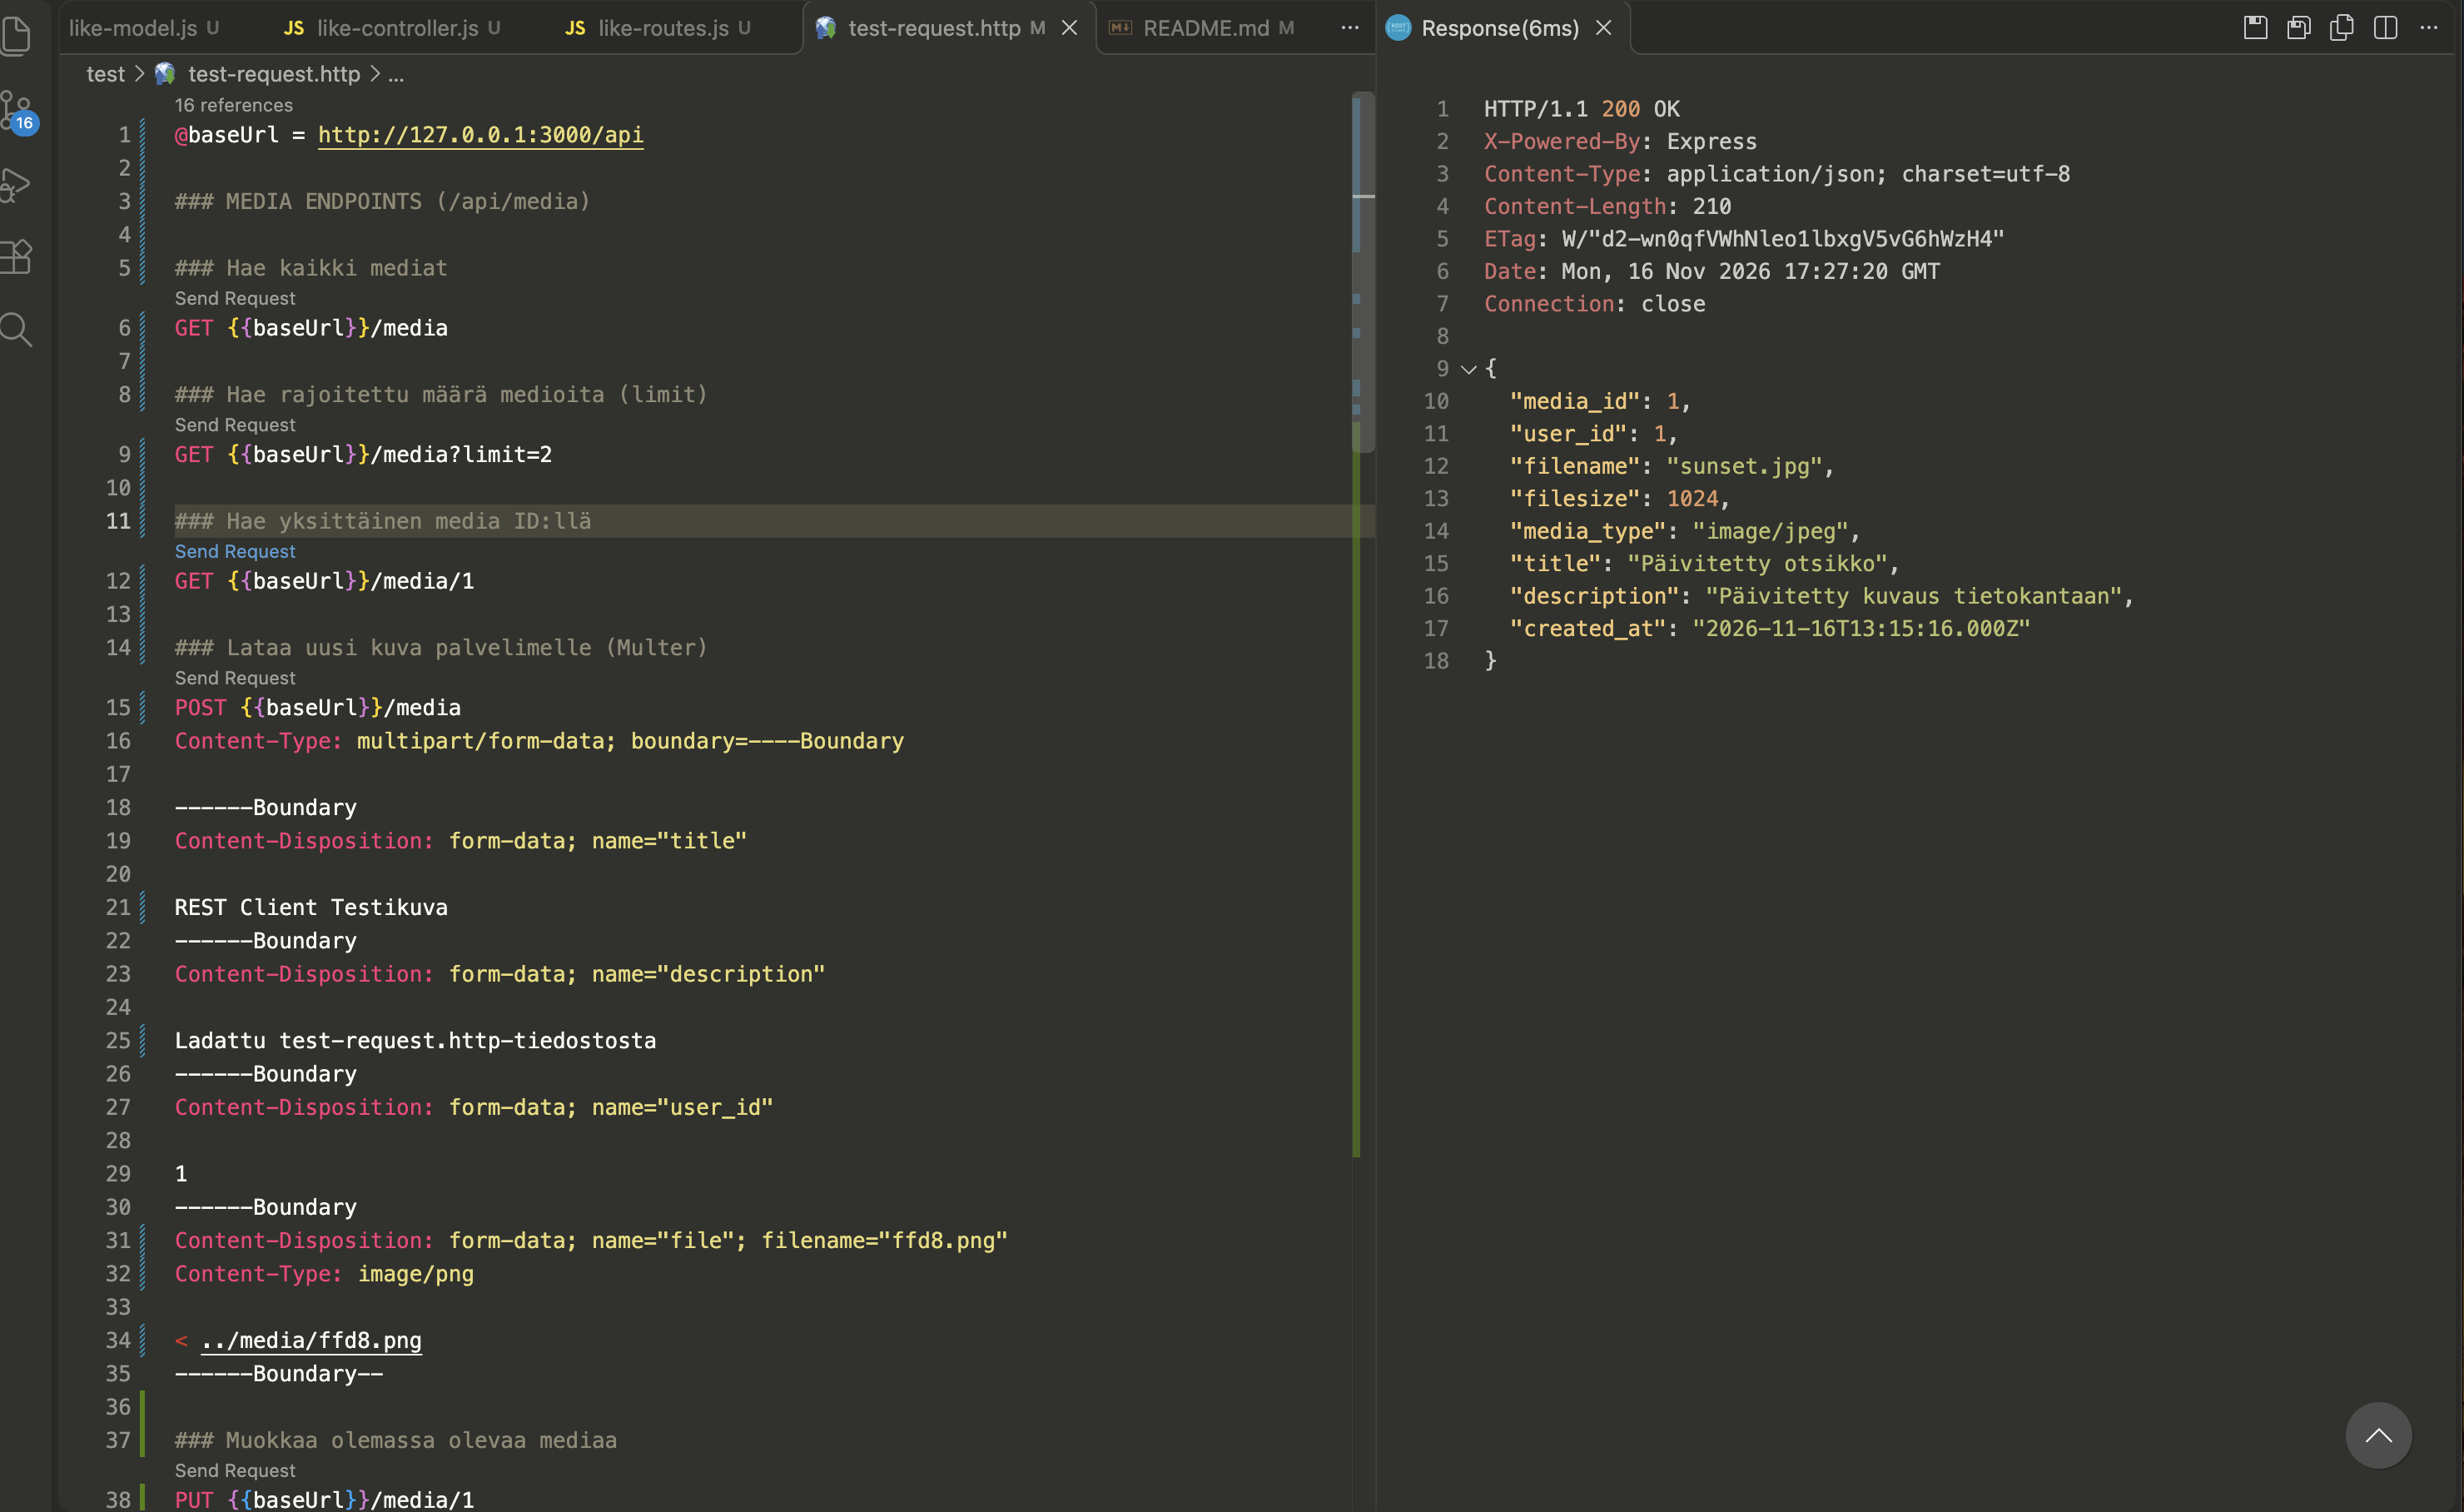 like-model.js U JS like-controller.js U JS like-routes.js U test-request.http M README.md M ...
test > test-request.http > ...
16
16 references
1 @baseUrl = http://127.0.0.1:3000/api
2
3 ### MEDIA ENDPOINTS (/api/media)
4
5 ### Hae kaikki mediat
Send Request
6 GET {{baseUrl}}/media
7
8 ### Hae rajoitettu määrä medioita (limit)
Send Request
9 GET {{baseUrl}}/media?limit=2
10
11 ### Hae yksittäinen media ID:llä
Send Request
12 GET {{baseUrl}}/media/1
13
14 ### Lataa uusi kuva palvelimelle (Multer)
Send Request
15 POST {{baseUrl}}/media
16 Content-Type: multipart/form-data; boundary=----Boundary
17
18 ------Boundary
19 Content-Disposition: form-data; name="title"
20
21 REST Client Testikuva
22 ------Boundary
23 Content-Disposition: form-data; name="description"
24
25 Ladattu test-request.http-tiedostosta
26 ------Boundary
27 Content-Disposition: form-data; name="user_id"
28
29 1
30 ------Boundary
31 Content-Disposition: form-data; name="file"; filename="ffd8.png"
32 Content-Type: image/png
33
34 < ../media/ffd8.png
35 ------Boundary--
36
37 ### Muokkaa olemassa olevaa mediaa
Send Request
38 PUT {{baseUrl}}/media/1
Response(6ms)
1 HTTP/1.1 200 OK
2 X-Powered-By: Express
3 Content-Type: application/json; charset=utf-8
4 Content-Length: 210
5 ETag: W/"d2-wn0qfVWhNleo1lbxgV5vG6hWzH4"
6 Date: Mon, 16 Nov 2026 17:27:20 GMT
7 Connection: close
8
9 {
10 "media_id": 1,
11 "user_id": 1,
12 "filename": "sunset.jpg",
13 "filesize": 1024,
14 "media_type": "image/jpeg",
15 "title": "Päivitetty otsikko",
16 "description": "Päivitetty kuvaus tietokantaan",
17 "created_at": "2026-11-16T13:15:16.000Z"
18 }